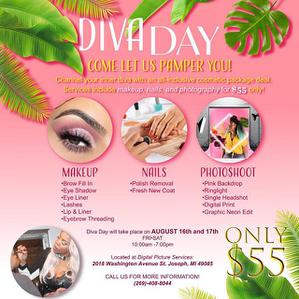 DIVA DAY
COME LET US PAMPER YOU!
Channel your inner diva with an all-inclusive cosmetic package deal.
Services include makeup, nails, and photography for $55 only!
MAKEUP
•Brow Fill In
•Eye Shadow
•Eye Liner
•Lashes
•Lip & Liner
•Eyebrow Threading
NAILS
•Polish Removal
•Fresh New Coat
PHOTOSHOOT
•Pink Backdrop
•Ringlight
•Single Headshot
•Digital Print
•Graphic Neon Edit
Diva Day will take place on AUGUST 16th and 17th
FRI-SAT
10:00am -7:00pm
Located at Digital Picture Services:
2018 Washington Avenue St. Joseph, MI 49085
CALL US FOR MORE INFORMATION!
(269)-408-8044
ONLY
$55